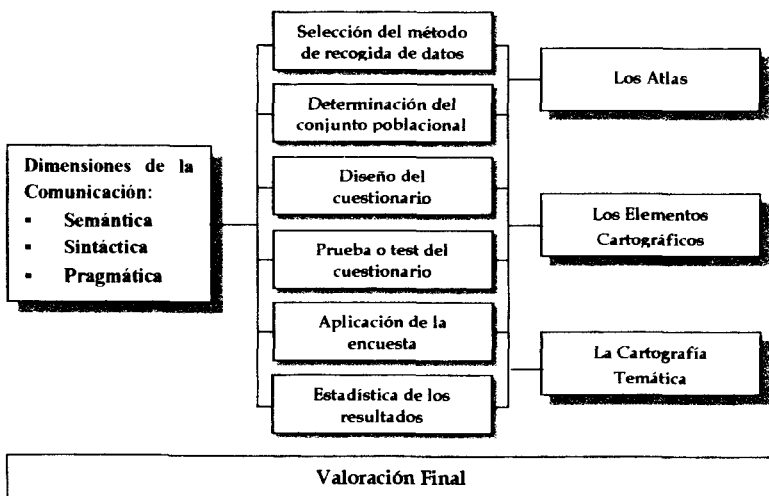 Dimensiones de la
Comunicación:
▪ Semántica
▪ Sintáctica
▪ Pragmática
Selección del método
de recogida de datos
Determinación del
conjunto poblacional
Diseño del
cuestionario
Prueba o test del
cuestionario
Aplicación de la
encuesta
Estadística de los
resultados
Los Atlas
Los Elementos
Cartográficos
La Cartografía
Temática
Valoración Final